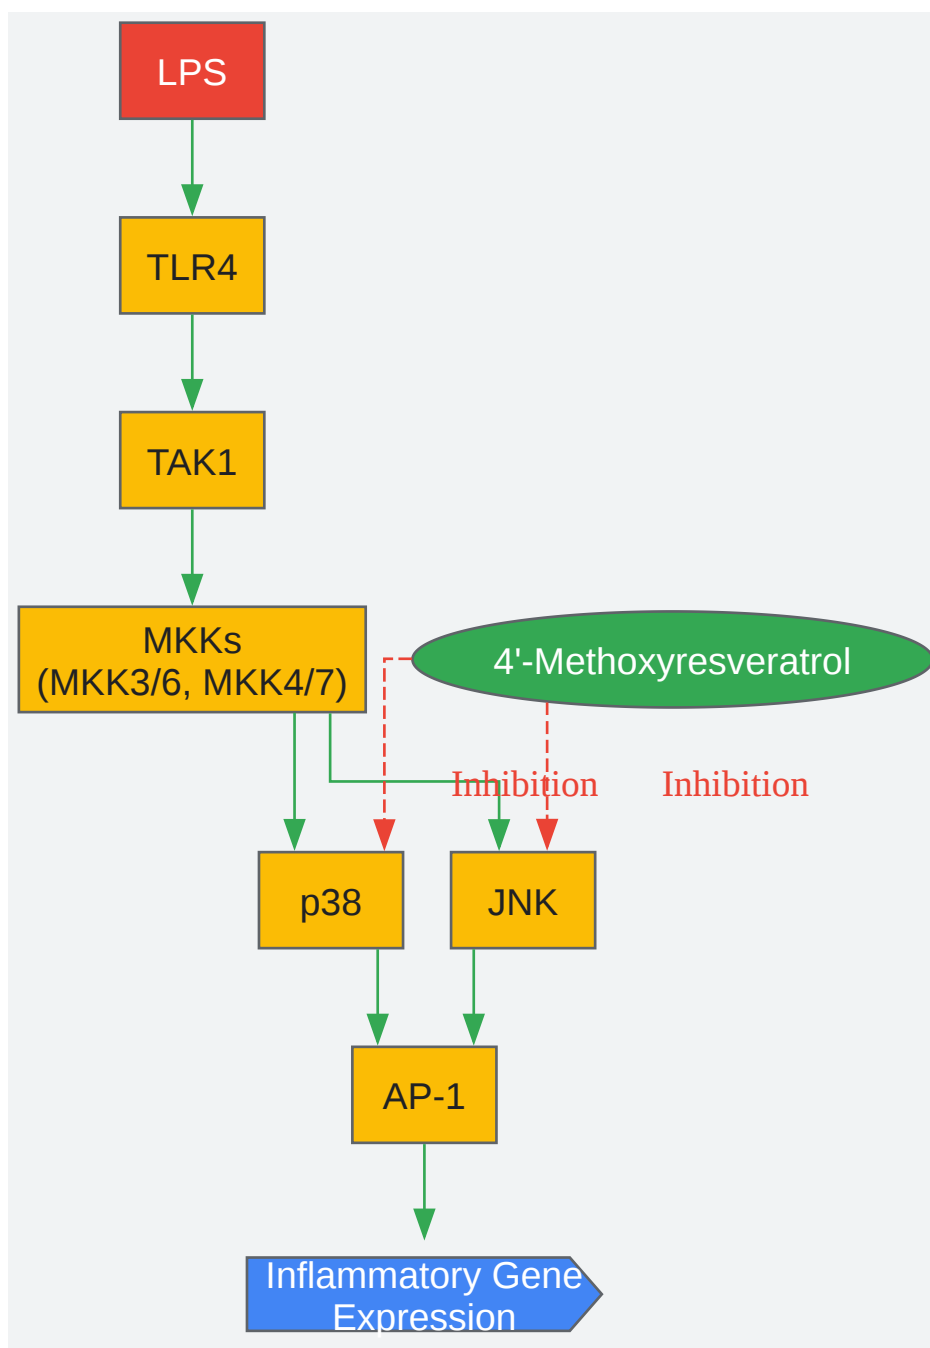 LPS
TLR4
TAK1
MKKs
(MKK3/6, MKK4/7)
4'-Methoxyresveratrol
Inhibition
Inhibition
p38
JNK
AP-1
Inflammatory Gene
Expression